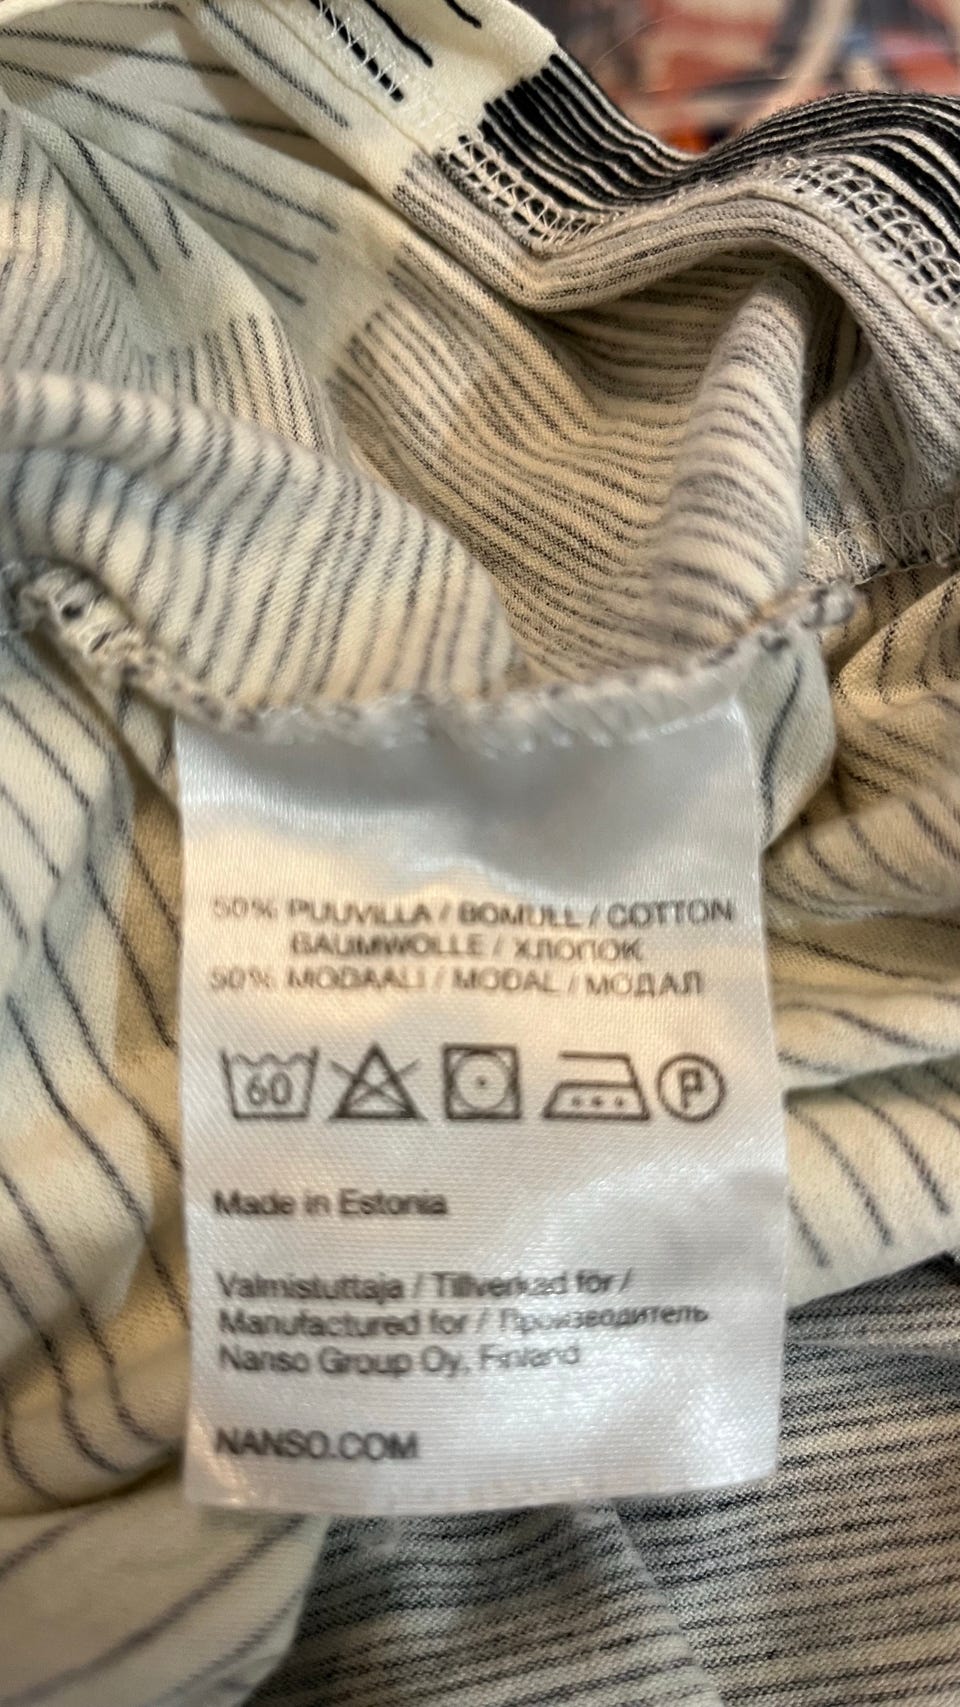 50% PUUVILLA / BOMULL / COTTON
BAUMWOLLE / ХЛОПОК
50% MODAALI / MODAL / МОДАЛ
60 P
Made in Estonia
Valmistuttaja / Tillverkad för /
Manufactured for / Производитель
Nanso Group Oy, Finland
NANSO.COM